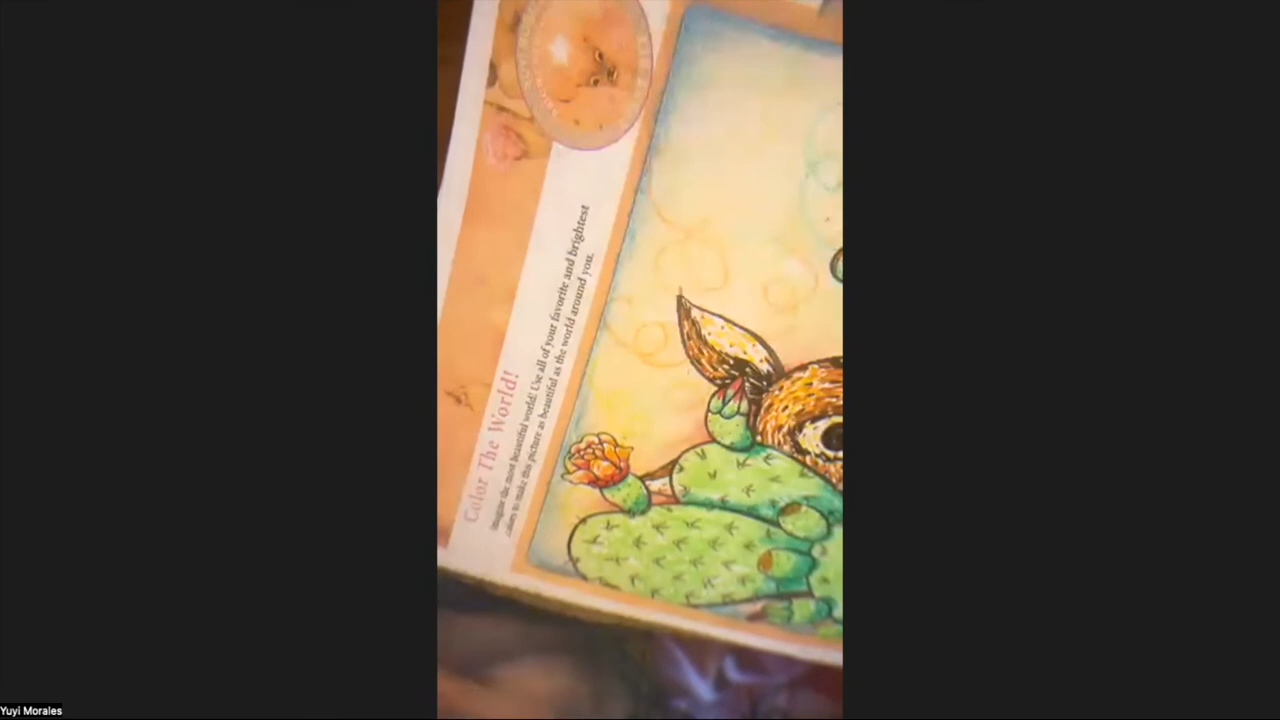 Color The World!
Imagine the most beautiful world! Use all of your favorite and brightest
colors to make this picture as beautiful as the world around you.
Yuyi Morales